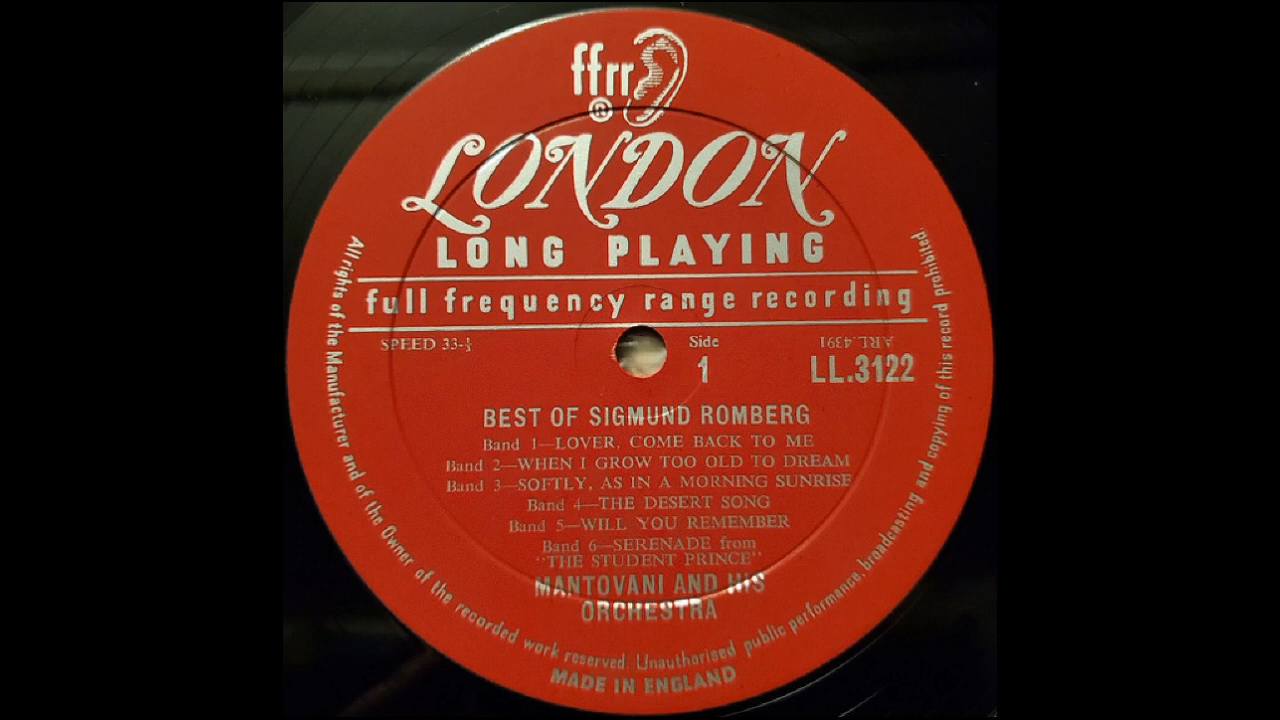 ffrr
®
LONDON
LONG PLAYING
full frequency range recording
SPEED 33-⅓
Side
1
ARL.4391
LL.3122
BEST OF SIGMUND ROMBERG
Band 1—LOVER, COME BACK TO ME
Band 2—WHEN I GROW TOO OLD TO DREAM
Band 3—SOFTLY, AS IN A MORNING SUNRISE
Band 4—THE DESERT SONG
Band 5—WILL YOU REMEMBER
Band 6—SERENADE from
"THE STUDENT PRINCE"
MANTOVANI AND HIS
ORCHESTRA
All rights of the Manufacturer and of the Owner of the recorded work reserved. Unauthorised public performance, broadcasting and copying of this record prohibited.
MADE IN ENGLAND